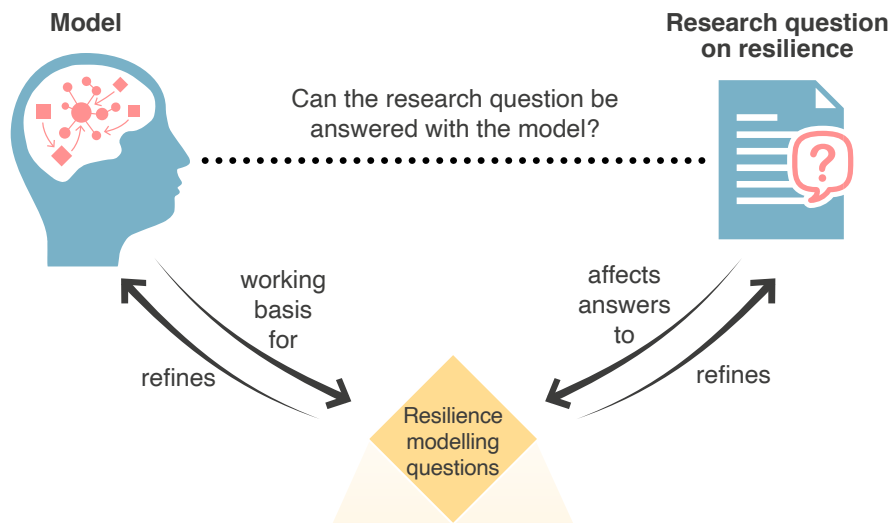 Model
Research question
on resilience
Can the research question be
answered with the model?
?
working
basis
for
affects
answers
to
refines
refines
Resilience
modelling
questions